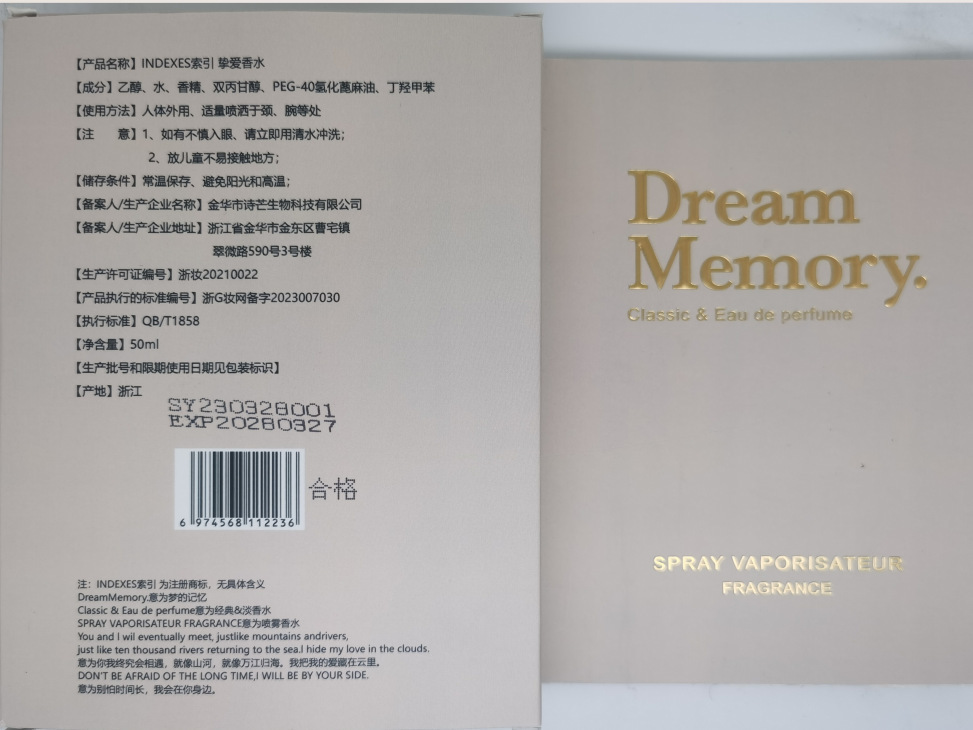 【产品名称】INDEXES索引 挚爱香水
【成分】乙醇、水、香精、双丙甘醇、PEG-40氢化蓖麻油、丁羟甲苯
【使用方法】人体外用、适量喷洒于颈、腕等处
【注　　意】1、如有不慎入眼、请立即用清水冲洗；
2、放儿童不易接触地方；
【储存条件】常温保存、避免阳光和高温；
【备案人/生产企业名称】金华市诗芒生物科技有限公司
【备案人/生产企业地址】浙江省金华市金东区曹宅镇
翠微路590号3号楼
【生产许可证编号】浙妆20210022
【产品执行的标准编号】浙G妆网备字2023007030
【执行标准】QB/T1858
【净含量】50ml
【生产批号和限期使用日期见包装标识】
【产地】浙江
SY230328001
EXP20280327
合格
6 974568 112236
注：INDEXES索引 为注册商标，无具体含义
DreamMemory.意为梦的记忆
Classic & Eau de perfume意为经典&淡香水
SPRAY VAPORISATEUR FRAGRANCE意为喷雾香水
You and I wil eventually meet, justlike mountains andrivers,
just like ten thousand rivers returning to the sea.I hide my love in the clouds.
意为你我终究会相遇，就像山河，就像万江归海。我把我的爱藏在云里。
DON'T BE AFRAID OF THE LONG TIME,I WILL BE BY YOUR SIDE.
意为别怕时间长，我会在你身边。
Dream
Memory.
Classic & Eau de perfume
SPRAY VAPORISATEUR
FRAGRANCE